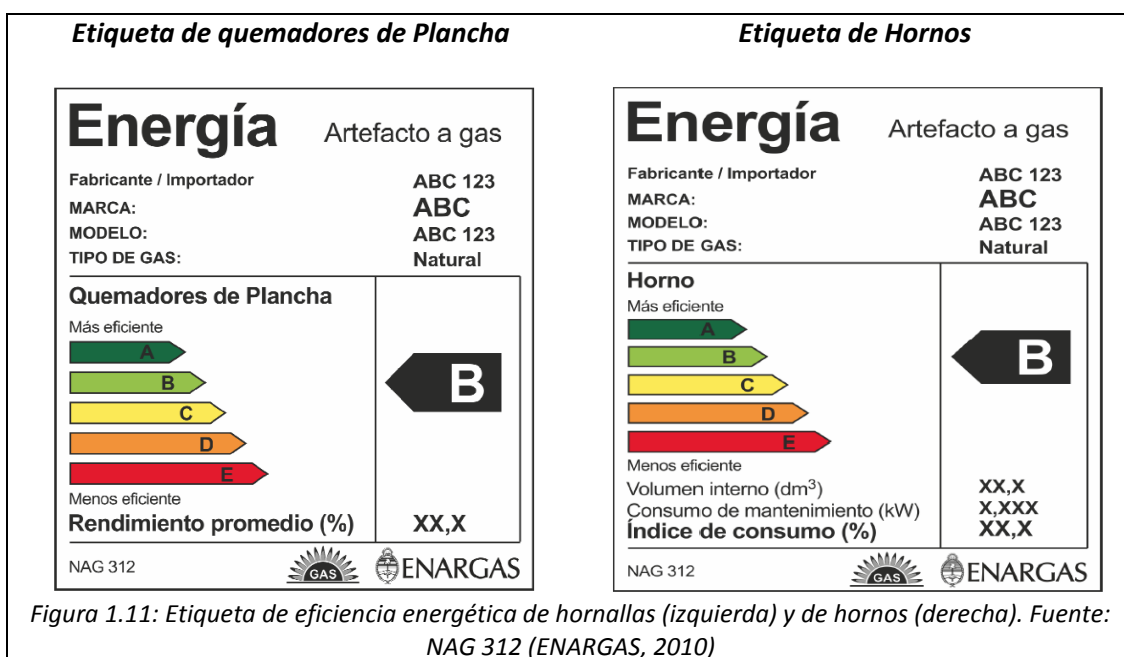 Etiqueta de quemadores de Plancha
Energía Artefacto a gas
Fabricante / Importador ABC 123
MARCA: ABC
MODELO: ABC 123
TIPO DE GAS: Natural
Quemadores de Plancha
Más eficiente
A
B
B
C
D
E
Menos eficiente
Rendimiento promedio (%) XX,X
NAG 312 GAS ENARGAS
Etiqueta de Hornos
Energía Artefacto a gas
Fabricante / Importador ABC 123
MARCA: ABC
MODELO: ABC 123
TIPO DE GAS: Natural
Horno
Más eficiente
A
B
B
C
D
E
Menos eficiente
Volumen interno (dm³) XX,X
Consumo de mantenimiento (kW) X,XXX
Índice de consumo (%) XX,X
NAG 312 GAS ENARGAS
Figura 1.11: Etiqueta de eficiencia energética de hornallas (izquierda) y de hornos (derecha). Fuente:
NAG 312 (ENARGAS, 2010)